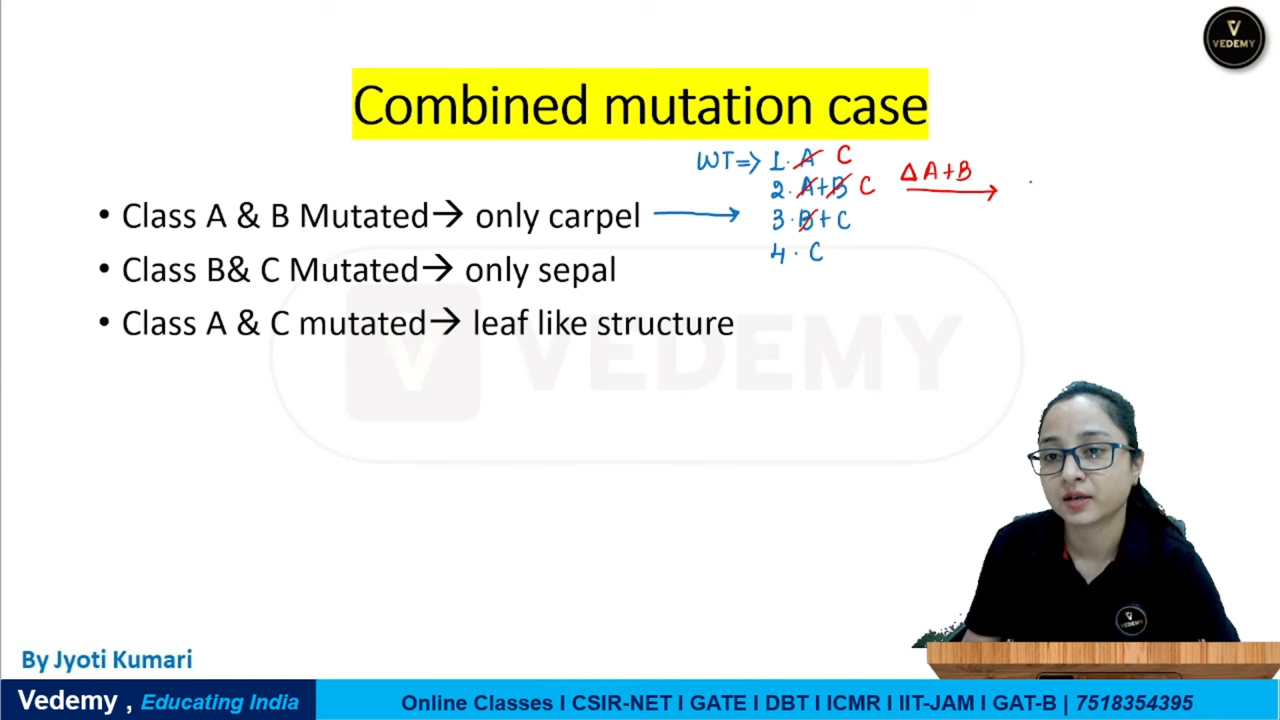 VEDEMY
Combined mutation case
WT⇒ 1. A C
2. A+B C
3. B+C
4. C
Δ A+B
• Class A & B Mutated→ only carpel
• Class B& C Mutated→ only sepal
• Class A & C mutated→ leaf like structure
VEDEMY
VEDEMY
By Jyoti Kumari
Vedemy , Educating India
Online Classes I CSIR-NET I GATE I DBT I ICMR I IIT-JAM I GAT-B | 7518354395